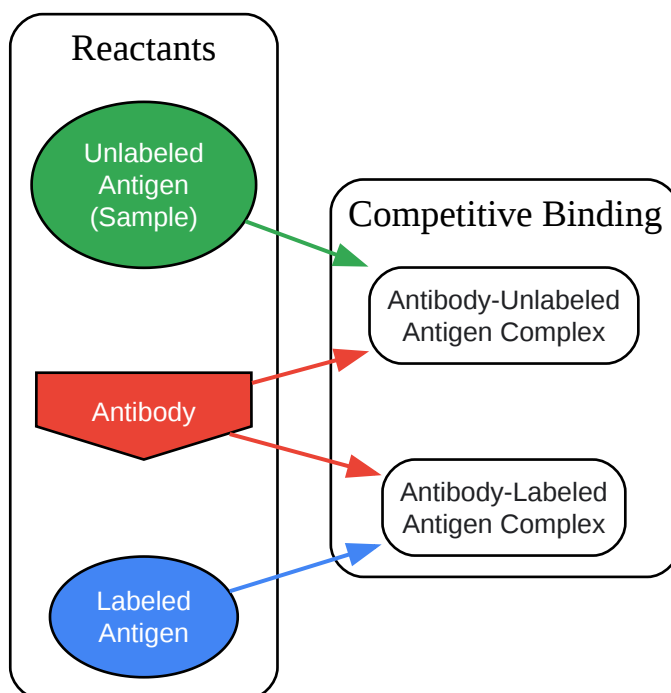 Reactants
Unlabeled
Antigen
(Sample)
Antibody
Labeled
Antigen
Competitive Binding
Antibody-Unlabeled
Antigen Complex
Antibody-Labeled
Antigen Complex